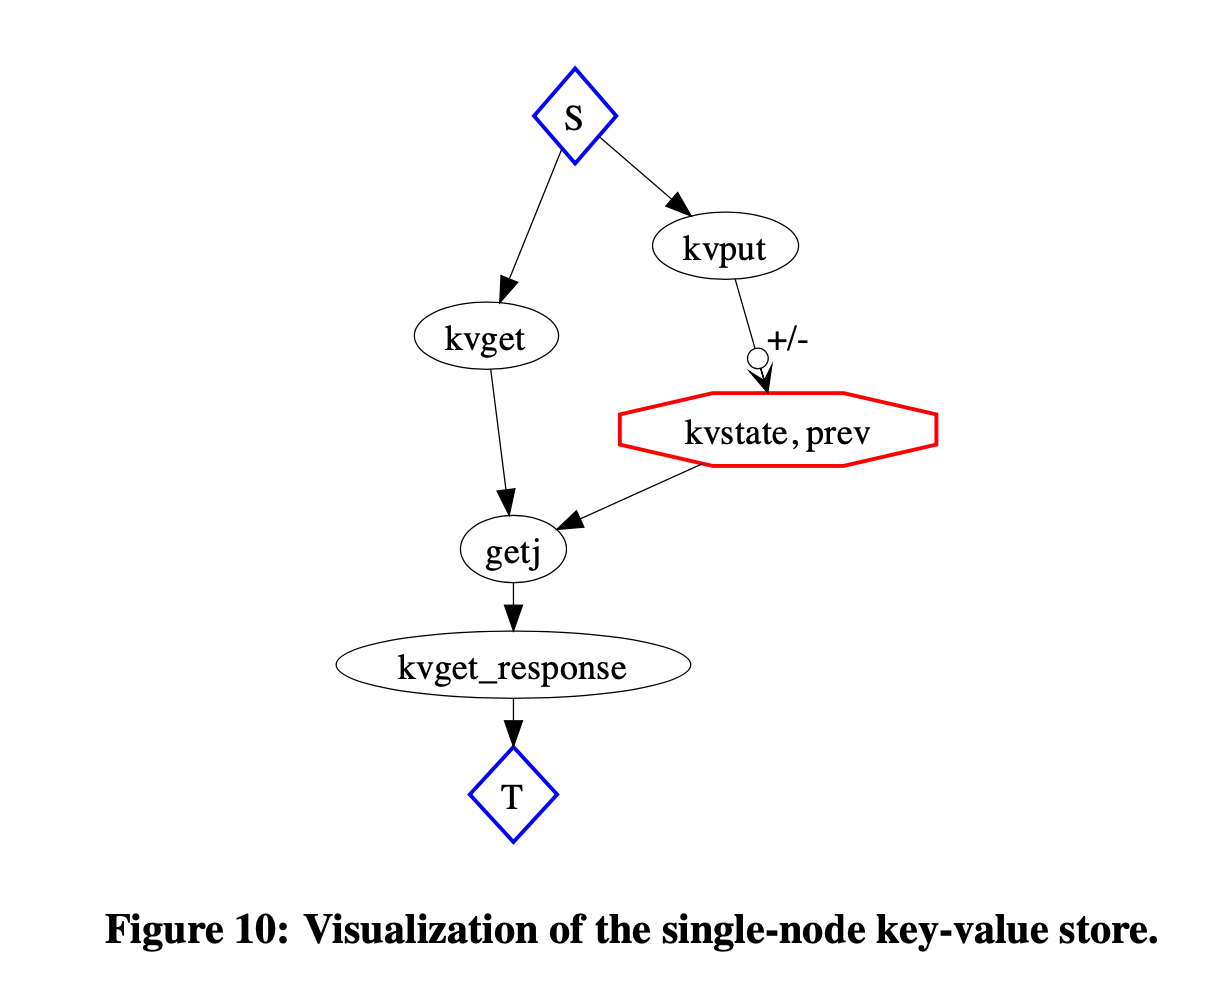 S
kvput
kvget
+/-
kvstate, prev
getj
kvget_response
T
Figure 10: Visualization of the single-node key-value store.